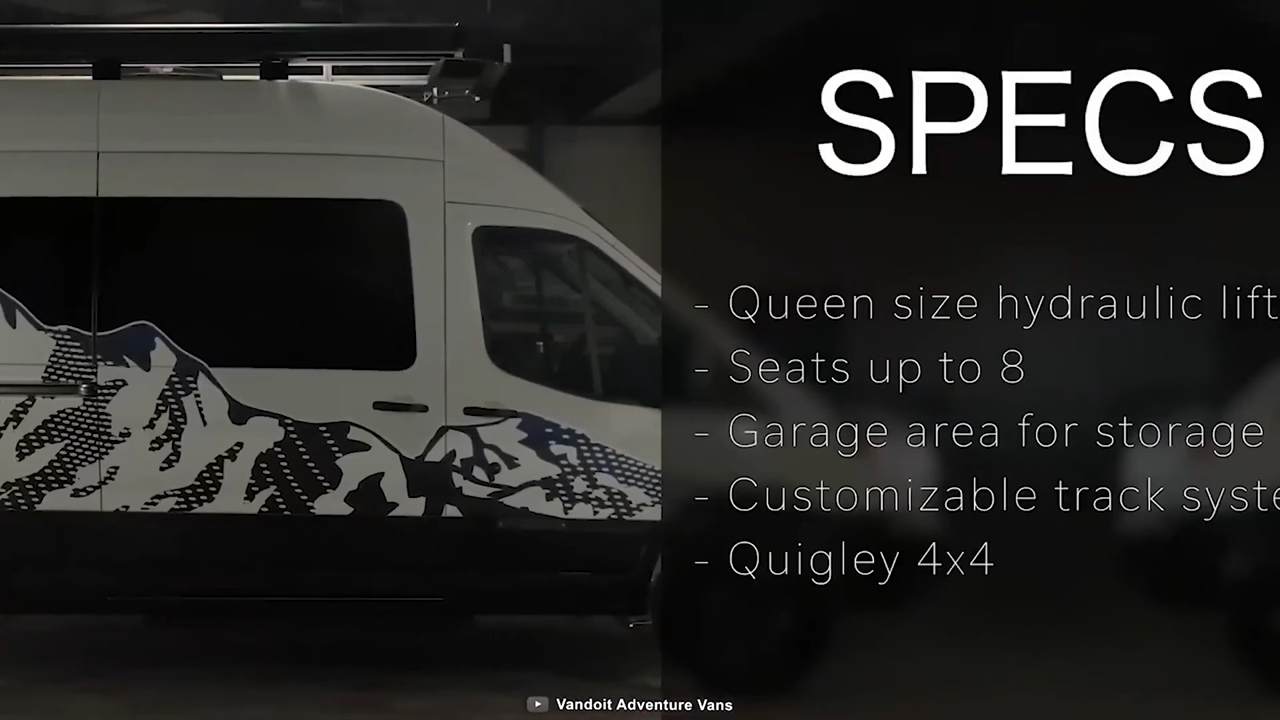 SPECS
- Queen size hydraulic lift
- Seats up to 8
- Garage area for storage
- Customizable track
- Quigley 4x4
Vandoit Adventure Vans